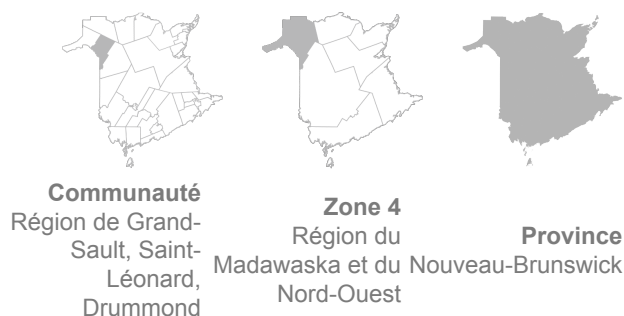 Communauté
Région de Grand-
Sault, Saint-
Léonard,
Drummond
Zone 4
Région du
Madawaska et du
Nord-Ouest
Province
Nouveau-Brunswick